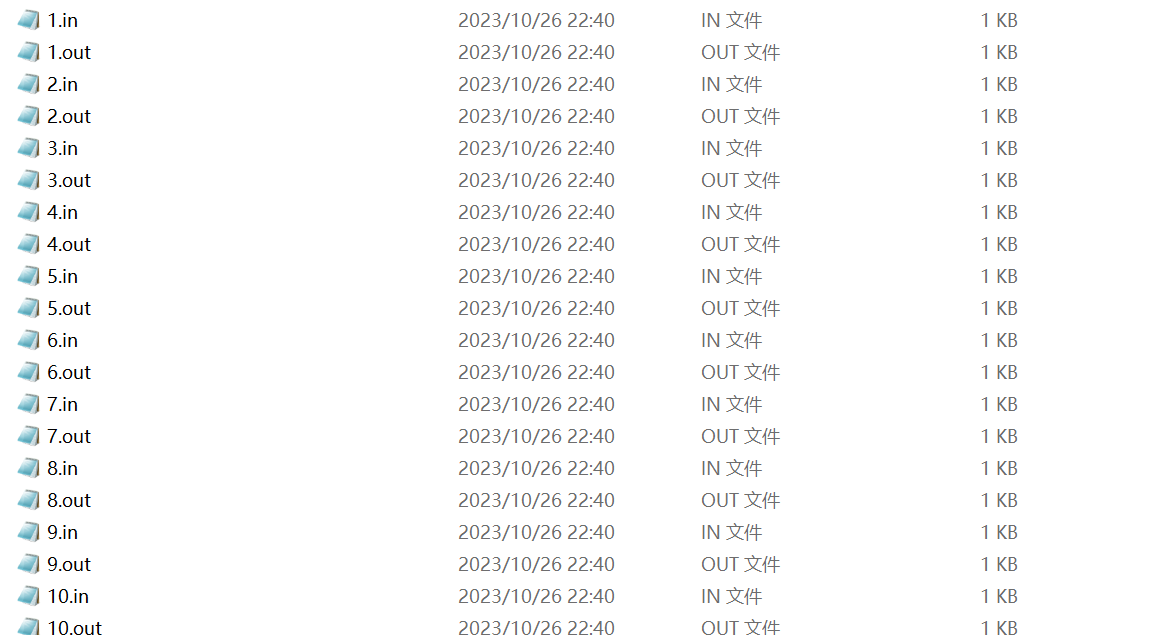 1.in 2023/10/26 22:40 IN 文件 1 KB
1.out 2023/10/26 22:40 OUT 文件 1 KB
2.in 2023/10/26 22:40 IN 文件 1 KB
2.out 2023/10/26 22:40 OUT 文件 1 KB
3.in 2023/10/26 22:40 IN 文件 1 KB
3.out 2023/10/26 22:40 OUT 文件 1 KB
4.in 2023/10/26 22:40 IN 文件 1 KB
4.out 2023/10/26 22:40 OUT 文件 1 KB
5.in 2023/10/26 22:40 IN 文件 1 KB
5.out 2023/10/26 22:40 OUT 文件 1 KB
6.in 2023/10/26 22:40 IN 文件 1 KB
6.out 2023/10/26 22:40 OUT 文件 1 KB
7.in 2023/10/26 22:40 IN 文件 1 KB
7.out 2023/10/26 22:40 OUT 文件 1 KB
8.in 2023/10/26 22:40 IN 文件 1 KB
8.out 2023/10/26 22:40 OUT 文件 1 KB
9.in 2023/10/26 22:40 IN 文件 1 KB
9.out 2023/10/26 22:40 OUT 文件 1 KB
10.in 2023/10/26 22:40 IN 文件 1 KB
10.out 2023/10/26 22:40 OUT 文件 1 KB